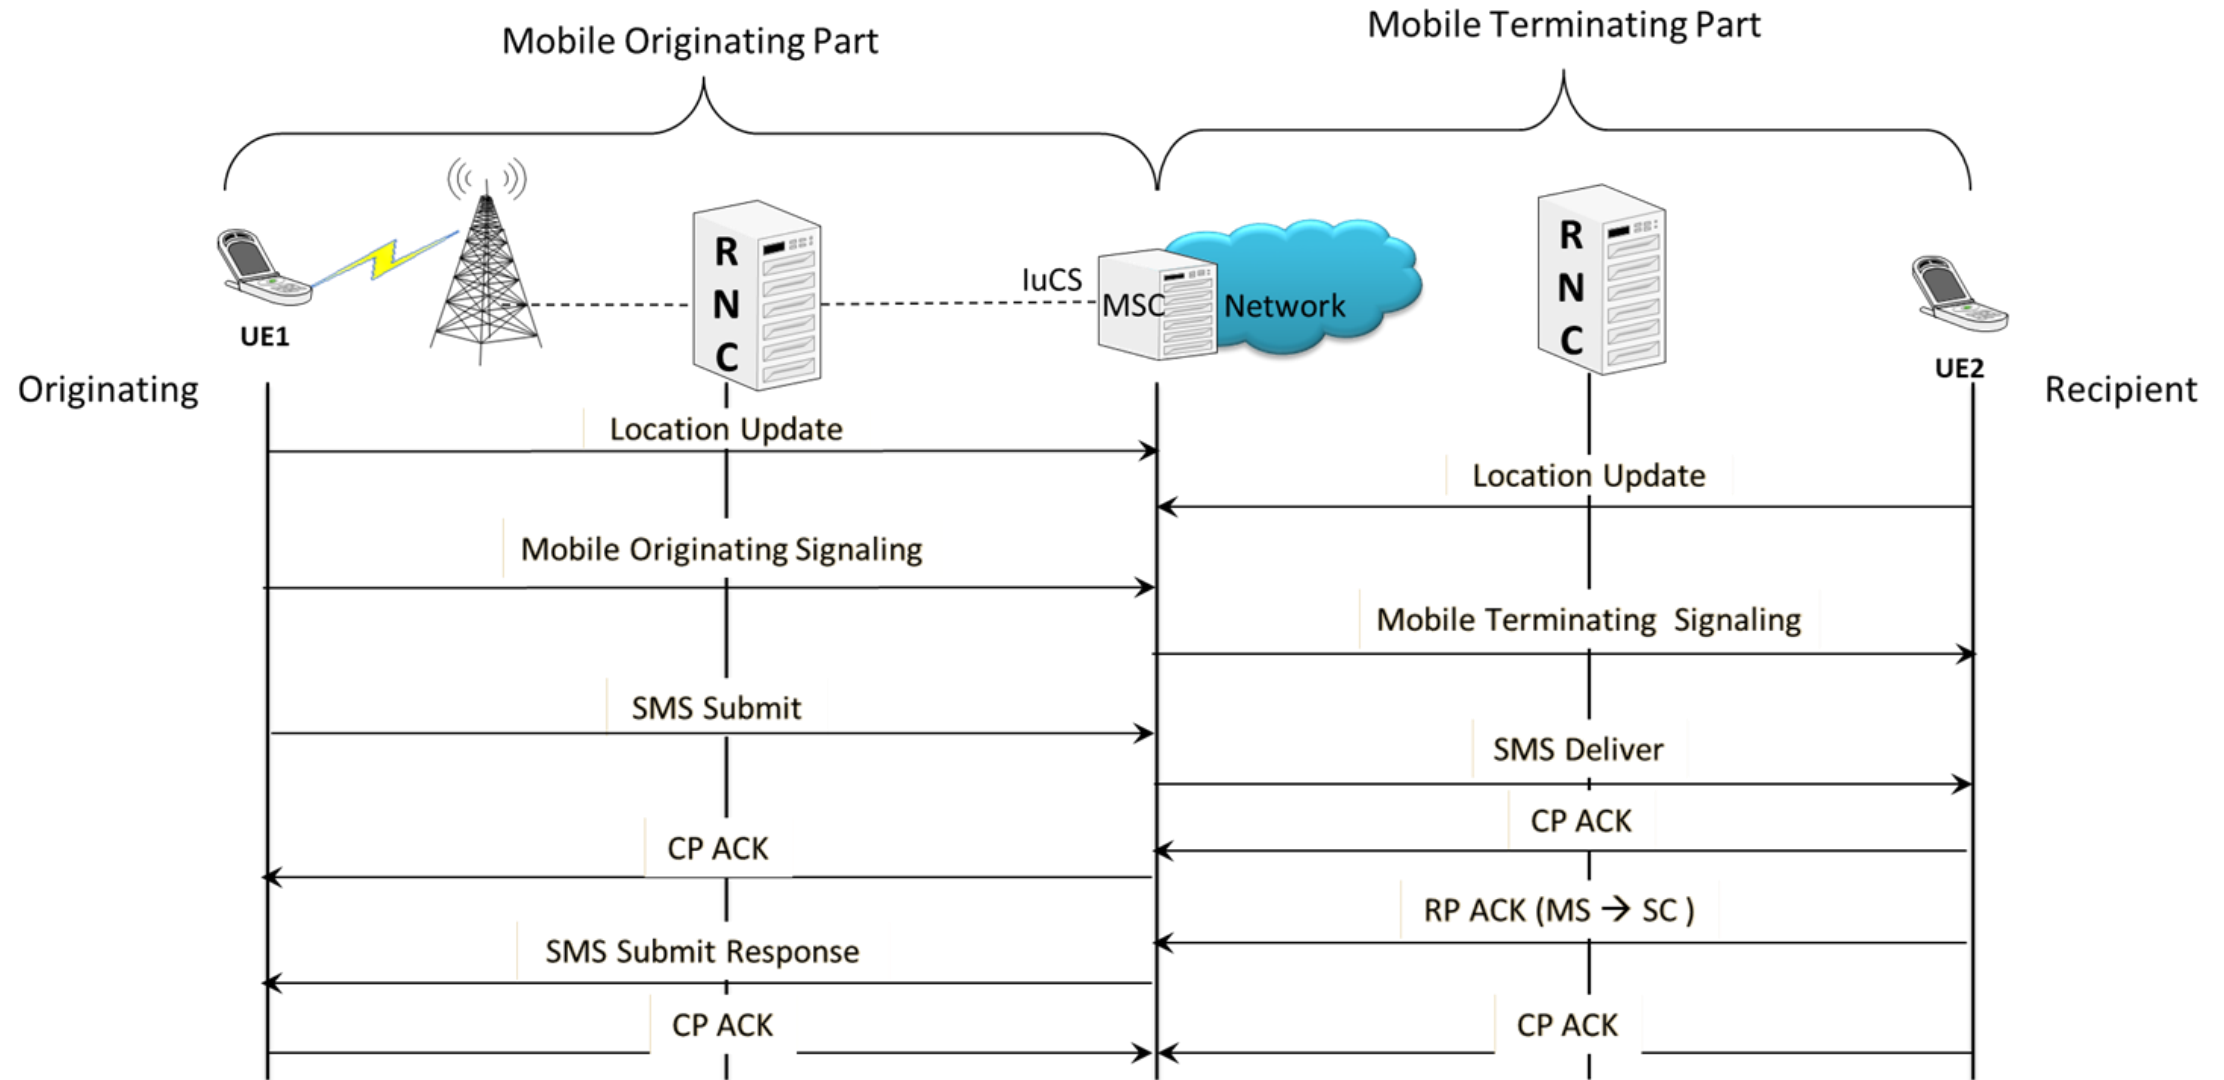 Mobile Originating Part
Mobile Terminating Part
R
N
C
R
N
C
IuCS
MSC
Network
UE1
UE2
Originating
Recipient
Location Update
Location Update
Mobile Originating Signaling
Mobile Terminating Signaling
SMS Submit
SMS Deliver
CP ACK
CP ACK
RP ACK (MS → SC )
SMS Submit Response
CP ACK
CP ACK